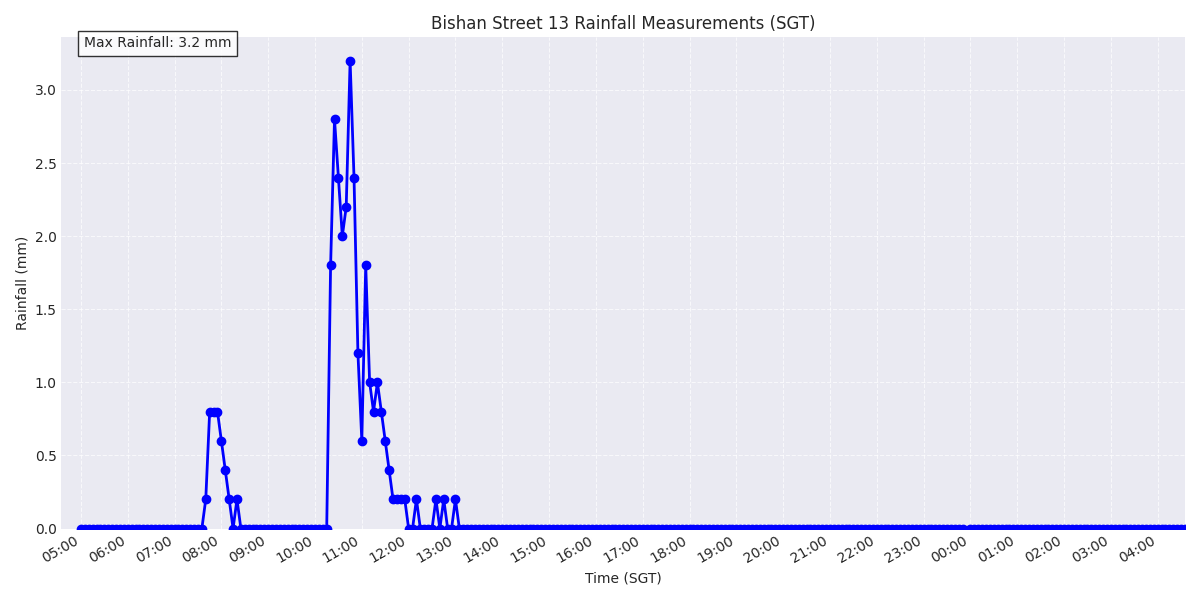 Bishan Street 13 Rainfall Measurements (SGT)
Max Rainfall: 3.2 mm
Rainfall (mm)
3.0
2.5
2.0
1.5
1.0
0.5
0.0
05:00 06:00 07:00 08:00 09:00 10:00 11:00 12:00 13:00 14:00 15:00 16:00 17:00 18:00 19:00 20:00 21:00 22:00 23:00 00:00 01:00 02:00 03:00 04:00
Time (SGT)